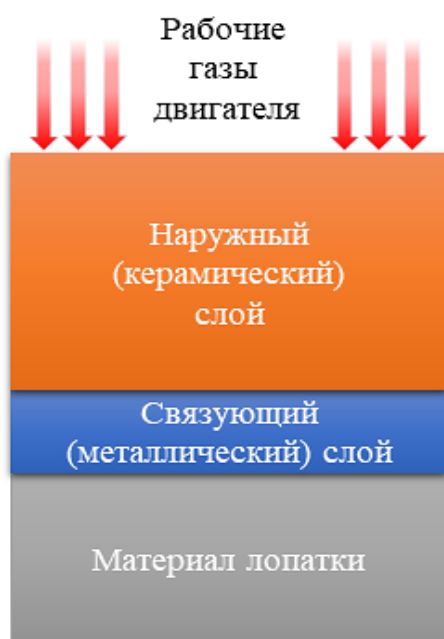 Рабочие
газы
двигателя
Наружный
(керамический)
слой
Связующий
(металлический) слой
Материал лопатки